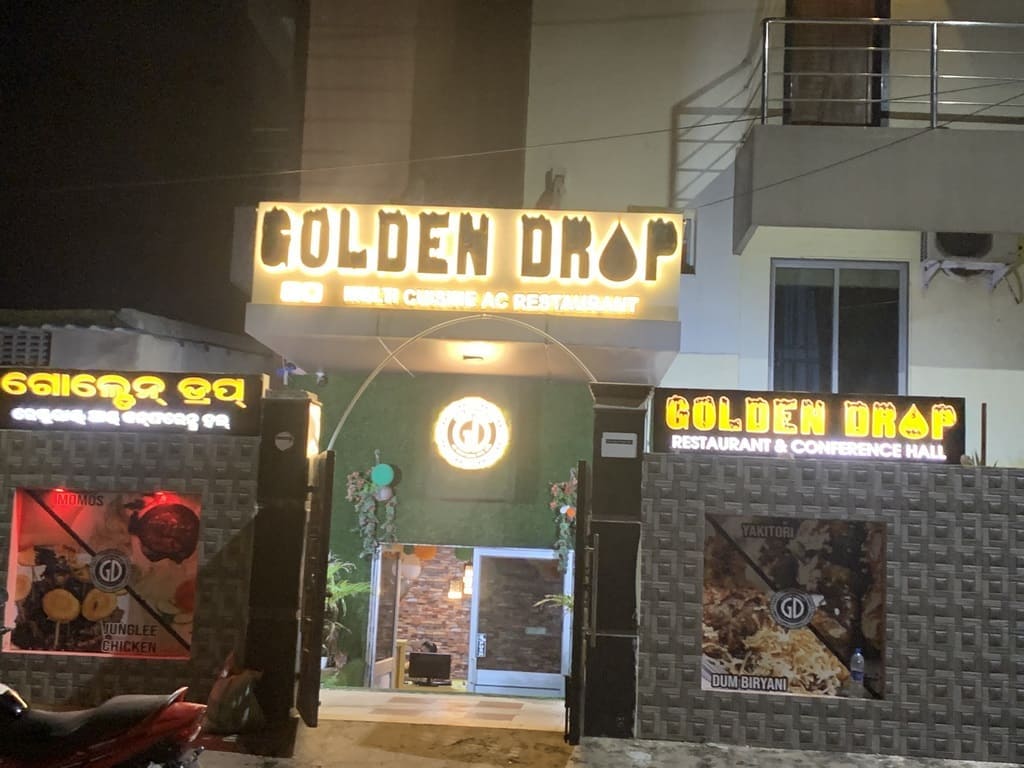 GOLDEN DROP
MULTI CUISINE AC RESTAURANT
ଗୋଲ୍ଡେନ୍ ଡ୍ରପ୍
GOLDEN DROP
RESTAURANT & CONFERENCE HALL
GD
MOMOS
GD
JUNGLEE
CHICKEN
YAKITORI
GD
DUM BIRYANI